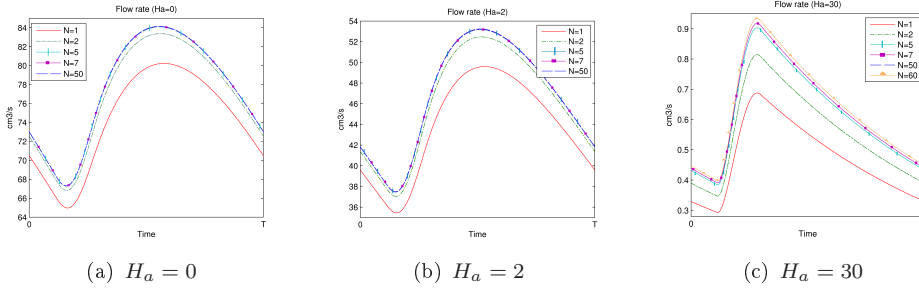 Flow rate (Ha=0)
N=1
N=2
N=5
N=7
N=50
86
84
82
80
78
76
74
72
70
68
66
64
cm3/s
0
T
Time
(a) H_a = 0
Flow rate (Ha=2)
N=1
N=2
N=5
N=7
N=50
54
52
50
48
46
44
42
40
38
36
cm3/s
0
T
Time
(b) H_a = 2
Flow rate (Ha=30)
N=1
N=2
N=5
N=7
N=50
N=60
0.9
0.8
0.7
0.6
0.5
0.4
0.3
cm3/s
0
Time
(c) H_a = 30